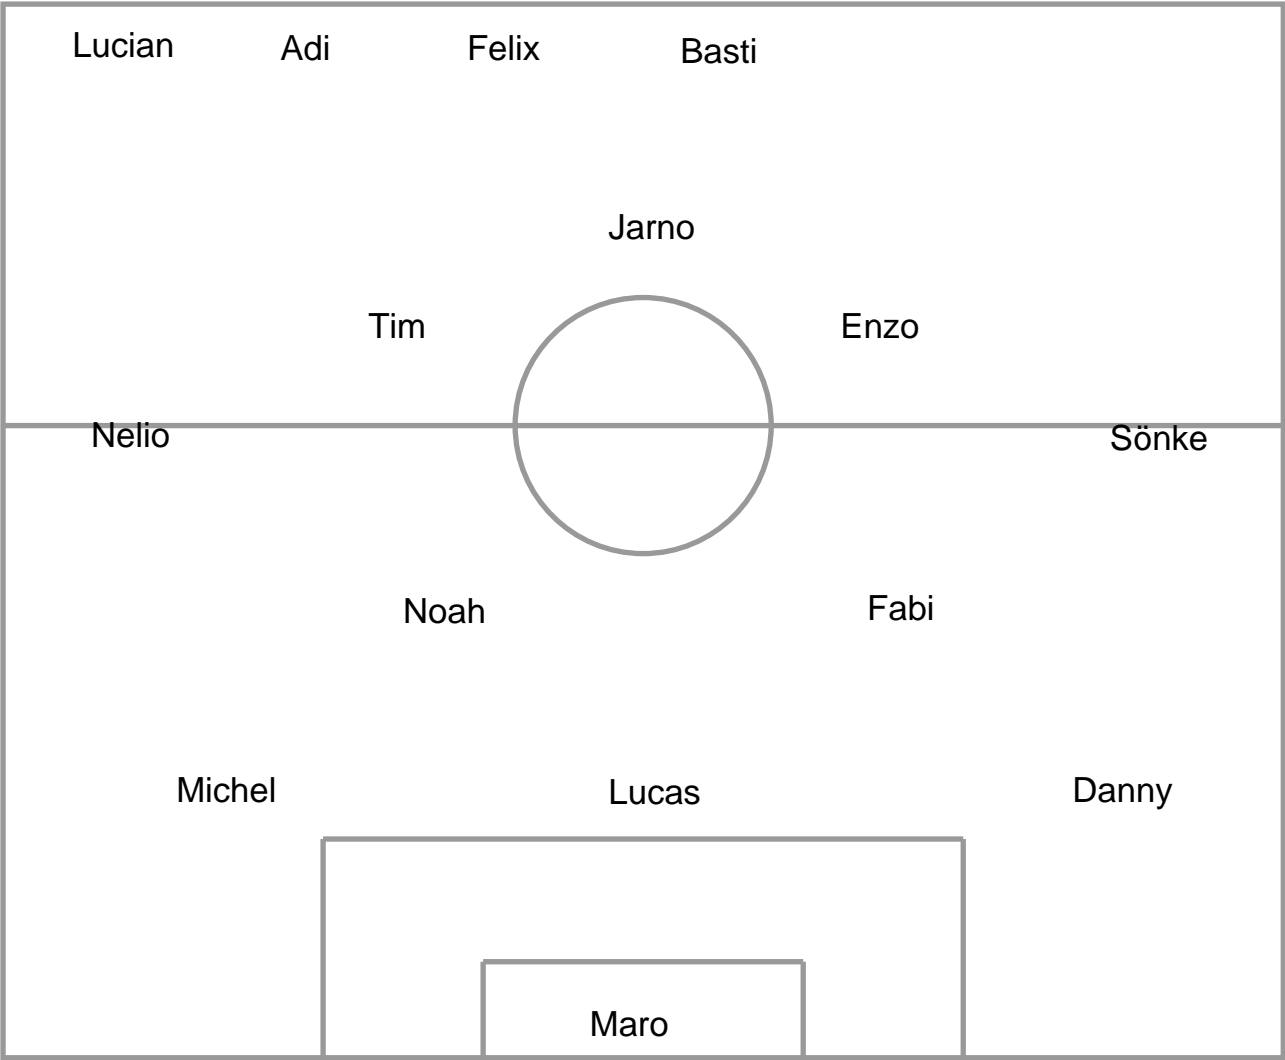 Lucian Adi Felix Basti
Jarno
Tim Enzo
Nelio Sönke
Noah Fabi
Michel Lucas Danny
Maro